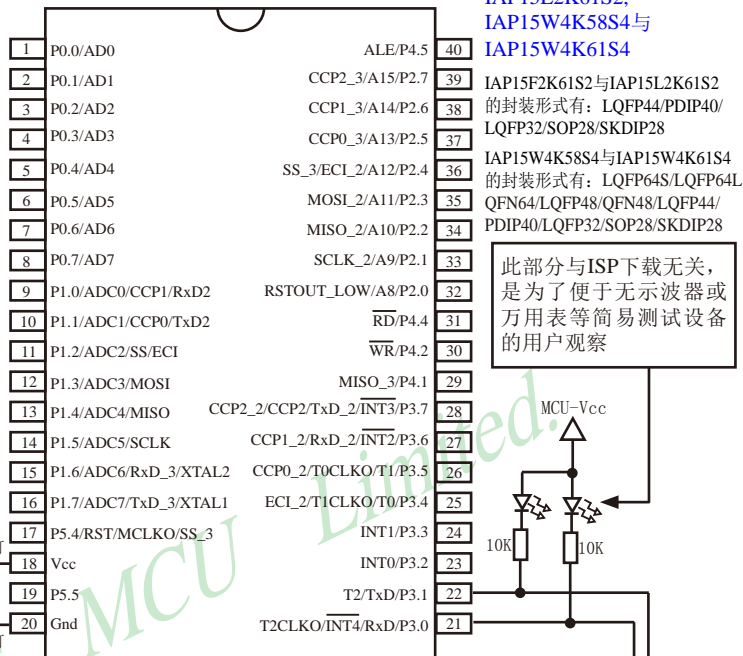 IAP15W4K58S4与
IAP15W4K61S4
IAP15F2K61S2与IAP15L2K61S2
的封装形式有：LQFP44/PDIP40/
LQFP32/SOP28/SKDIP28
IAP15W4K58S4与IAP15W4K61S4
的封装形式有：LQFP64S/LQFP64L
QFN64/LQFP48/QFN48/LQFP44/
PDIP40/LQFP32/SOP28/SKDIP28
此部分与ISP下载无关，
是为了便于无示波器或
万用表等简易测试设备
的用户观察
1 P0.0/AD0 ALE/P4.5 40
2 P0.1/AD1 CCP2_3/A15/P2.7 39
3 P0.2/AD2 CCP1_3/A14/P2.6 38
4 P0.3/AD3 CCP0_3/A13/P2.5 37
5 P0.4/AD4 SS_3/ECI_2/A12/P2.4 36
6 P0.5/AD5 MOSI_2/A11/P2.3 35
7 P0.6/AD6 MISO_2/A10/P2.2 34
8 P0.7/AD7 SCLK_2/A9/P2.1 33
9 P1.0/ADC0/CCP1/RxD2 RSTOUT_LOW/A8/P2.0 32
10 P1.1/ADC1/CCP0/TxD2 RD/P4.4 31
11 P1.2/ADC2/SS/ECI WR/P4.2 30
12 P1.3/ADC3/MOSI MISO_3/P4.1 29
13 P1.4/ADC4/MISO CCP2_2/CCP2/TxD_2/INT3/P3.7 28
14 P1.5/ADC5/SCLK CCP1_2/RxD_2/INT2/P3.6 27
15 P1.6/ADC6/RxD_3/XTAL2 CCP0_2/T0CLKO/T1/P3.5 26
16 P1.7/ADC7/TxD_3/XTAL1 ECI_2/T1CLKO/T0/P3.4 25
17 P5.4/RST/MCLKO/SS_3 INT1/P3.3 24
18 Vcc INT0/P3.2 23
19 P5.5 T2/TxD/P3.1 22
20 Gnd T2CLKO/INT4/RxD/P3.0 21
MCU-Vcc
10K 10K
MCU Limited.